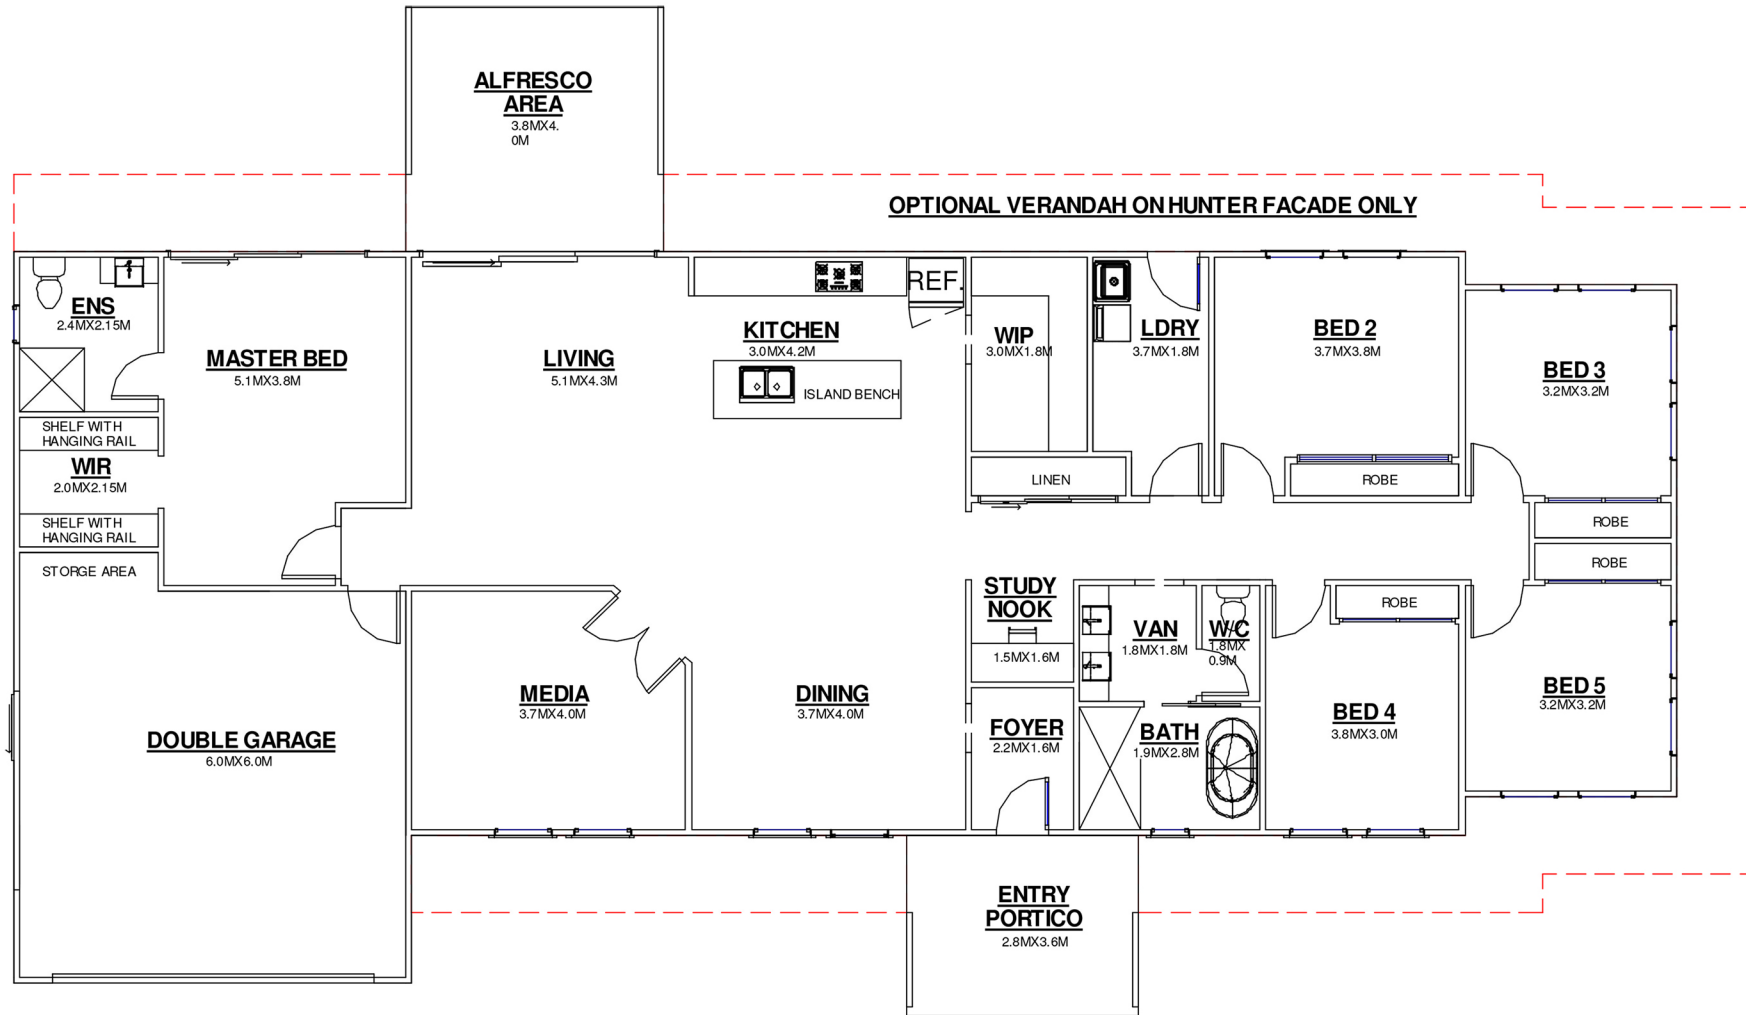 ALFRESCO
AREA
3.8MX4.
0M
OPTIONAL VERANDAH ON HUNTER FACADE ONLY
ENS
2.4MX2.15M
MASTER BED
5.1MX3.8M
LIVING
5.1MX4.3M
KITCHEN
3.0MX4.2M
REF.
ISLAND BENCH
WIP
3.0MX1.8M
LDRY
3.7MX1.8M
BED 2
3.7MX3.8M
BED 3
3.2MX3.2M
SHELF WITH
HANGING RAIL
WIR
2.0MX2.15M
SHELF WITH
HANGING RAIL
STORGE AREA
LINEN
ROBE
ROBE
ROBE
ROBE
STUDY
NOOK
1.5MX1.6M
VAN
1.8MX1.8M
W/C
1.8MX
0.9M
MEDIA
3.7MX4.0M
DINING
3.7MX4.0M
FOYER
2.2MX1.6M
BATH
1.9MX2.8M
BED 4
3.8MX3.0M
BED 5
3.2MX3.2M
DOUBLE GARAGE
6.0MX6.0M
ENTRY
PORTICO
2.8MX3.6M